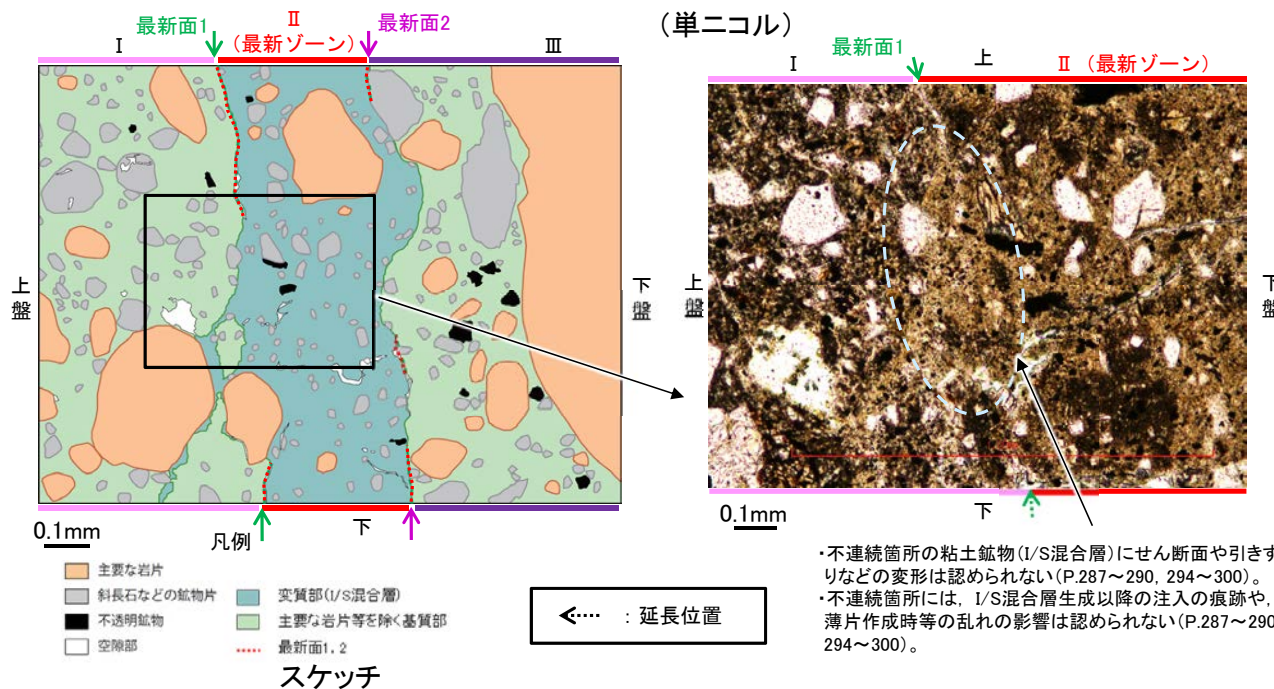 (単ニコル)
最新面1
Ⅱ
(最新ゾーン)
最新面2
Ⅰ
Ⅲ
上盤
下盤
0.1mm
凡例
下
主要な岩片
斜長石などの鉱物片
不透明鉱物
空隙部
変質部(I/S混合層)
主要な岩片等を除く基質部
最新面1, 2
スケッチ
最新面1
Ⅰ
上
Ⅱ (最新ゾーン)
上盤
下盤
0.1mm
下
: 延長位置
・不連続箇所の粘土鉱物(I/S混合層)にせん断面や引きず
りなどの変形は認められない(P.287~290, 294~300)。
・不連続箇所には, I/S混合層生成以降の注入の痕跡や,
薄片作成時等の乱れの影響は認められない(P.287~290
294~300)。